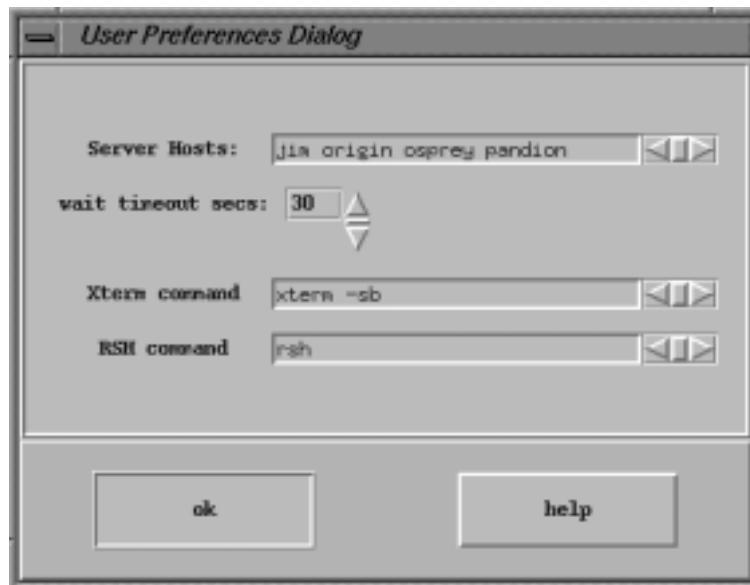 User Preferences Dialog
Server Hosts: jim origin osprey pandion
wait timeout secs: 30
Xterm command xterm -sb
RSH command rsh
ok help